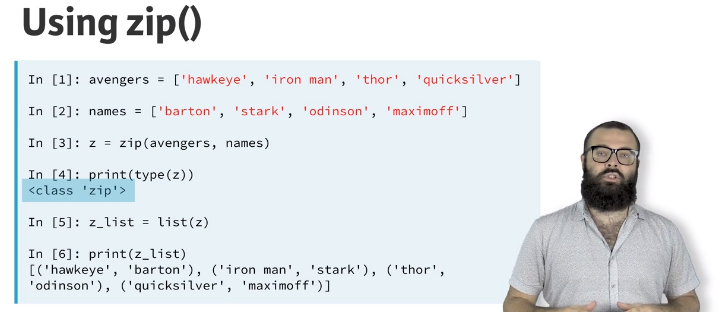 Using zip()
In [1]: avengers = ['hawkeye', 'iron man', 'thor', 'quicksilver']
In [2]: names = ['barton', 'stark', 'odinson', 'maximoff']
In [3]: z = zip(avengers, names)
In [4]: print(type(z))
<class 'zip'>
In [5]: z_list = list(z)
In [6]: print(z_list)
[('hawkeye', 'barton'), ('iron man', 'stark'), ('thor',
'odinson'), ('quicksilver', 'maximoff')]